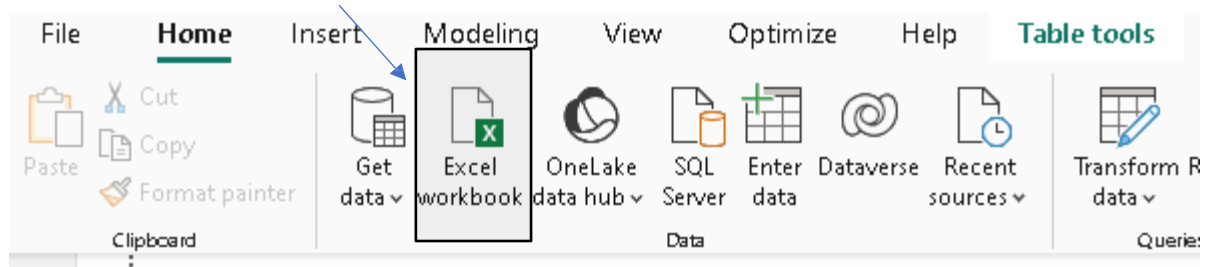 File Home Insert Modeling View Optimize Help Table tools
Paste
Cut
Copy
Format painter
Clipboard
Get
data
Excel
workbook
OneLake
data hub
SQL
Server
Enter
data
Dataverse
Recent
sources
Data
Transform
data
R
Queries